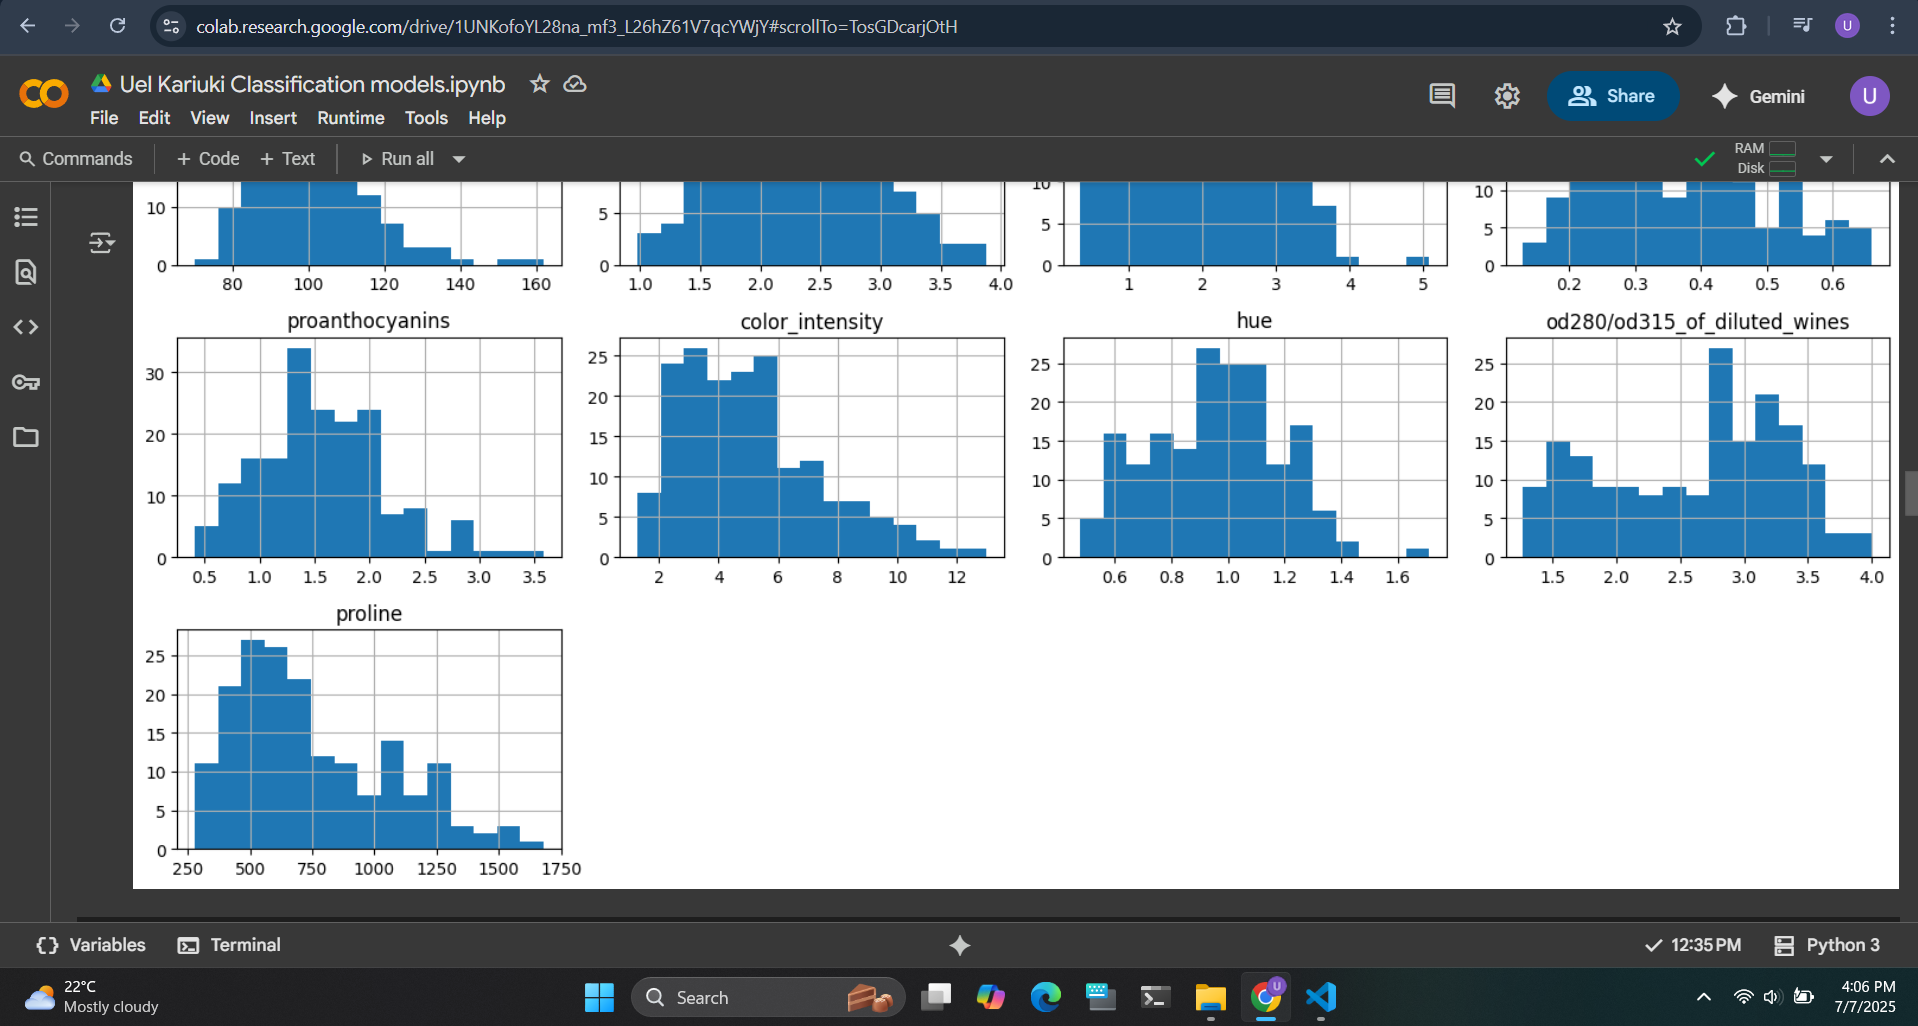 colab.research.google.com/drive/1UNKofoYL28na_mf3_L26hZ61V7qcYWjY#scrollTo=TosGDcarjOtH
U
Uel Kariuki Classification models.ipynb
File Edit View Insert Runtime Tools Help
Share
Gemini
U
Commands + Code + Text Run all
RAM
Disk
10
0
80 100 120 140 160
5
0
1.0 1.5 2.0 2.5 3.0 3.5 4.0
10
5
0
1 2 3 4 5
10
5
0
0.2 0.3 0.4 0.5 0.6
proanthocyanins
30
20
10
0
0.5 1.0 1.5 2.0 2.5 3.0 3.5
color_intensity
25
20
15
10
5
0
2 4 6 8 10 12
hue
25
20
15
10
5
0
0.6 0.8 1.0 1.2 1.4 1.6
od280/od315_of_diluted_wines
25
20
15
10
5
0
1.5 2.0 2.5 3.0 3.5 4.0
proline
25
20
15
10
5
0
250 500 750 1000 1250 1500 1750
Variables Terminal
12:35 PM Python 3
22°C
Mostly cloudy
Search
U
4:06 PM
7/7/2025